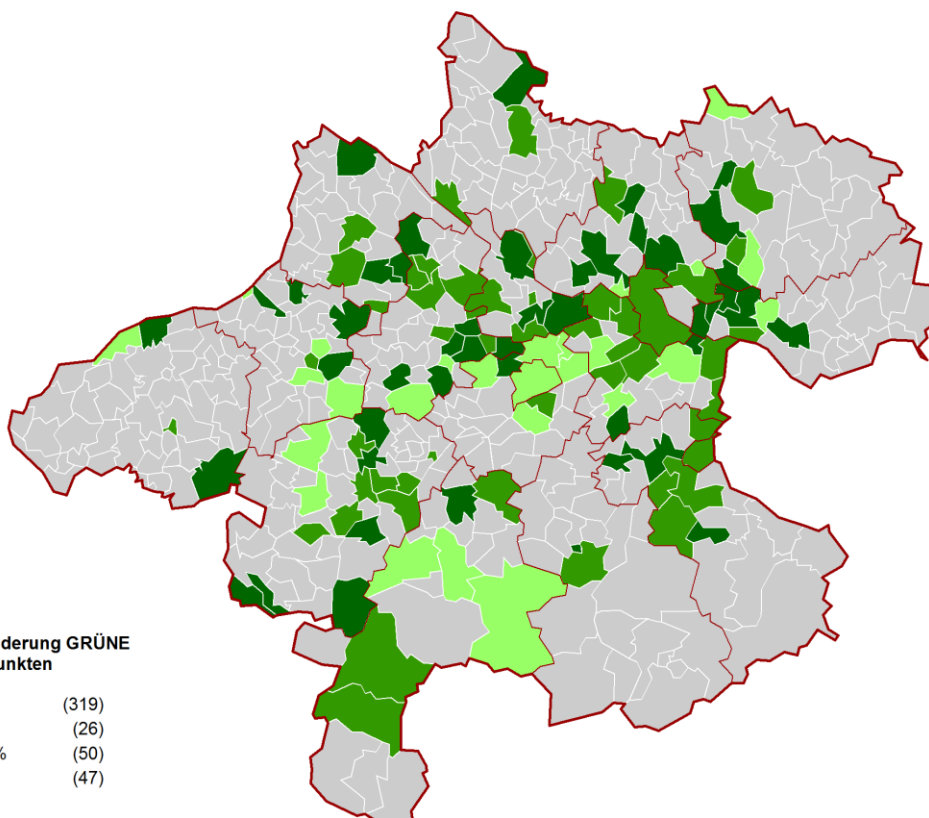 derung GRÜNE
unkten
(319)
(26)
% (50)
(47)